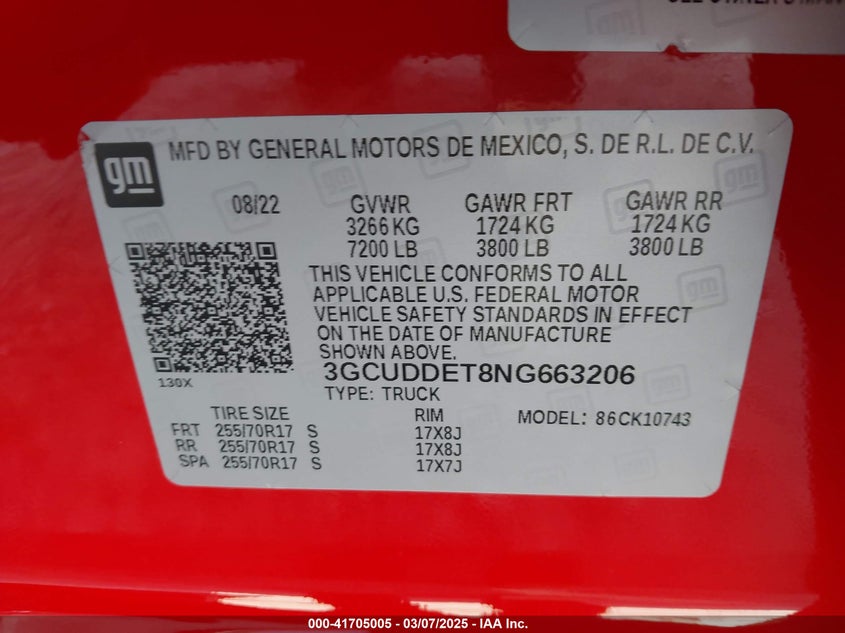 MFD BY GENERAL MOTORS DE MEXICO, S. DE R.L. DE C.V.
gm
08/22 GVWR GAWR FRT GAWR RR
3266 KG 1724 KG 1724 KG
7200 LB 3800 LB 3800 LB
THIS VEHICLE CONFORMS TO ALL
APPLICABLE U.S. FEDERAL MOTOR
VEHICLE SAFETY STANDARDS IN EFFECT
ON THE DATE OF MANUFACTURE
SHOWN ABOVE.
130X
3GCUDDET8NG663206
TYPE: TRUCK
TIRE SIZE RIM MODEL: 86CK10743
FRT 255/70R17 S 17X8J
RR 255/70R17 S 17X8J
SPA 255/70R17 S 17X7J
000-41705005 - 03/07/2025 - IAA Inc.